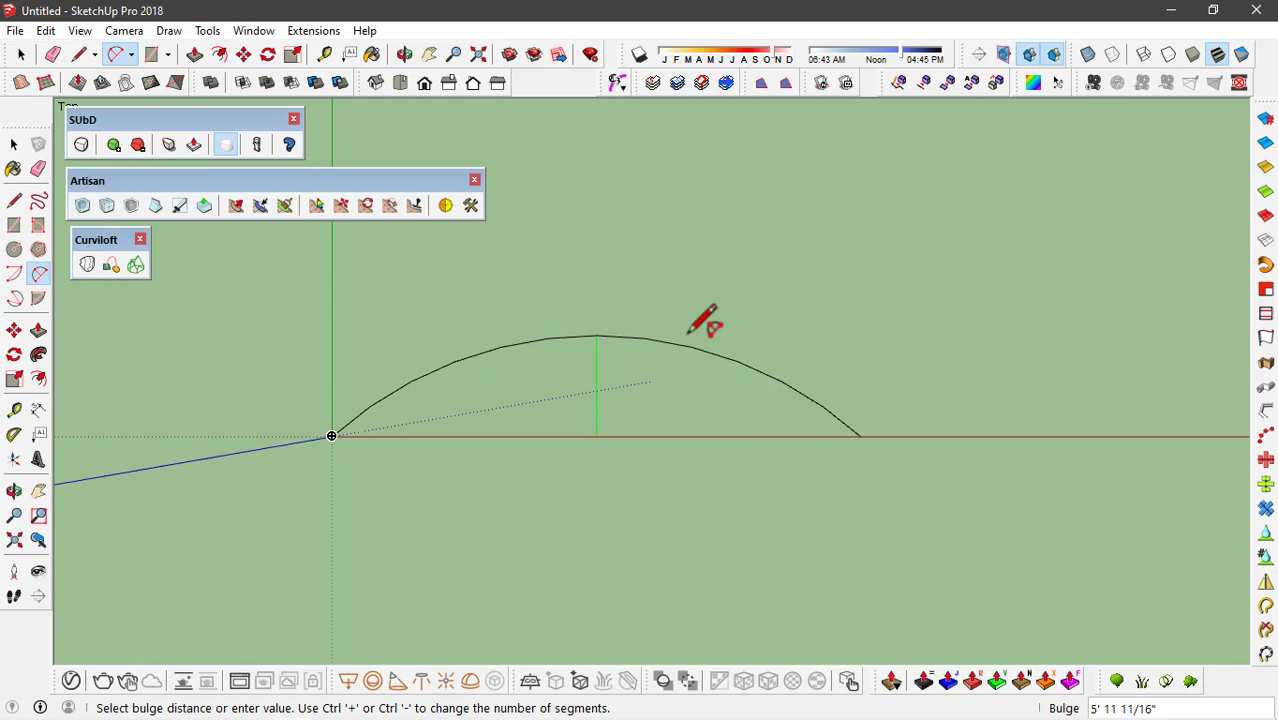 Untitled - SketchUp Pro 2018
File Edit View Camera Draw Tools Window Extensions Help
J F M A M J J A S O N D
06:43 AM Noon 04:45 PM
SUbD
Artisan
Curviloft
Select bulge distance or enter value. Use Ctrl '+' or Ctrl '-' to change the number of segments.
Bulge 5' 11 11/16"